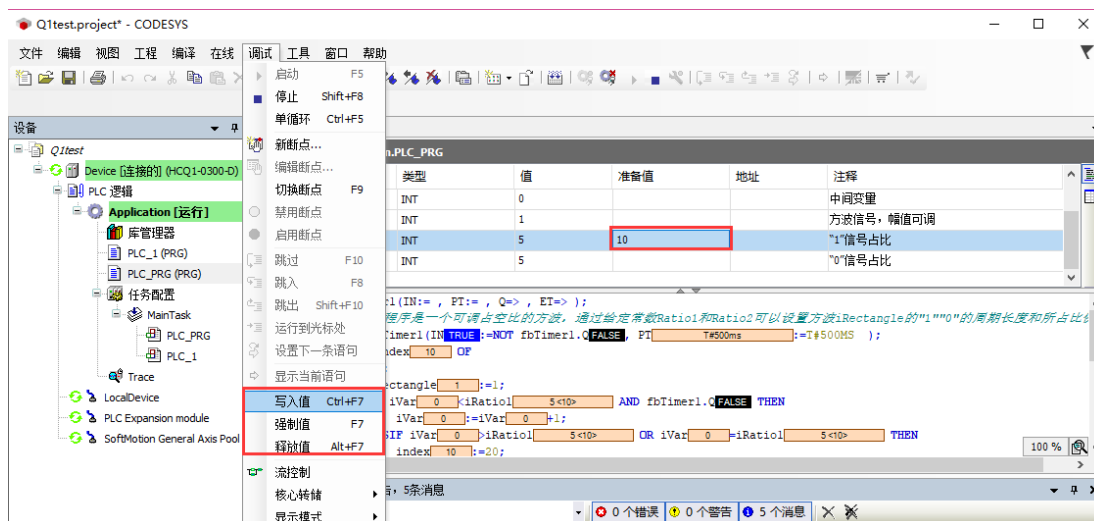 Q1test.project* - CODESYS
文件 编辑 视图 工程 编译 在线 调试 工具 窗口 帮助
设备
Q1test
Device [连接的] (HCQ1-0300-D)
PLC 逻辑
Application [运行]
库管理器
PLC_1 (PRG)
PLC_PRG (PRG)
任务配置
MainTask
PLC_PRG
PLC_1
Trace
LocalDevice
PLC Expansion module
SoftMotion General Axis Pool
启动 F5
停止 Shift+F8
单循环 Ctrl+F5
新断点...
编辑断点...
切换断点 F9
禁用断点
启用断点
跳过 F10
跳入 F8
跳出 Shift+F10
运行到光标处
设置下一条语句
显示当前语句
写入值 Ctrl+F7
强制值 F7
释放值 Alt+F7
流控制
核心转储
显示模式
.PLC_PRG
类型 值 准备值 地址 注释
INT 0 中间变量
INT 1 方波信号，幅值可调
INT 5 10 "1"信号占比
INT 5 "0"信号占比
(IN:= , PT:= , Q=> , ET=> );
程序是一个可调占空比的方波。通过给定常数Ratio1和Ratio2可以设置方波iRectangle的"1""0"的周期长度和所占比
imer1(IN TRUE :=NOT fbTimer1.Q FALSE , PT T#500ms :=T#500MS );
ndex 10 OF
ectangle 1 :=1;
iVar 0 <iRatio1 5<10> AND fbTimer1.Q FALSE THEN
iVar 0 :=iVar 0 +1;
SIF iVar 0 >iRatio1 5<10> OR iVar 0 =iRatio1 5<10> THEN
index 10 :=20;
100 %
，5条消息
0 个错误 0 个警告 5 个消息